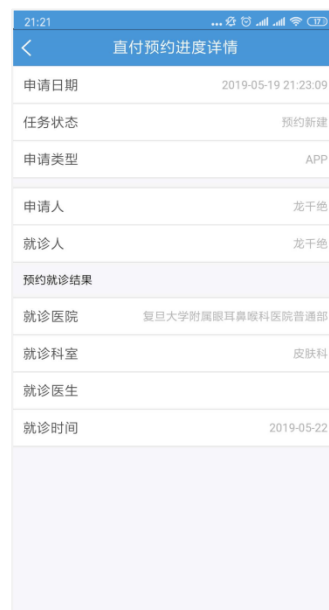 21:21
... 17
直付预约进度详情
申请日期 2019-05-19 21:23:09
任务状态 预约新建
申请类型 APP
申请人 龙干绝
就诊人 龙干绝
预约就诊结果
就诊医院 复旦大学附属眼耳鼻喉科医院普通部
就诊科室 皮肤科
就诊医生
就诊时间 2019-05-22